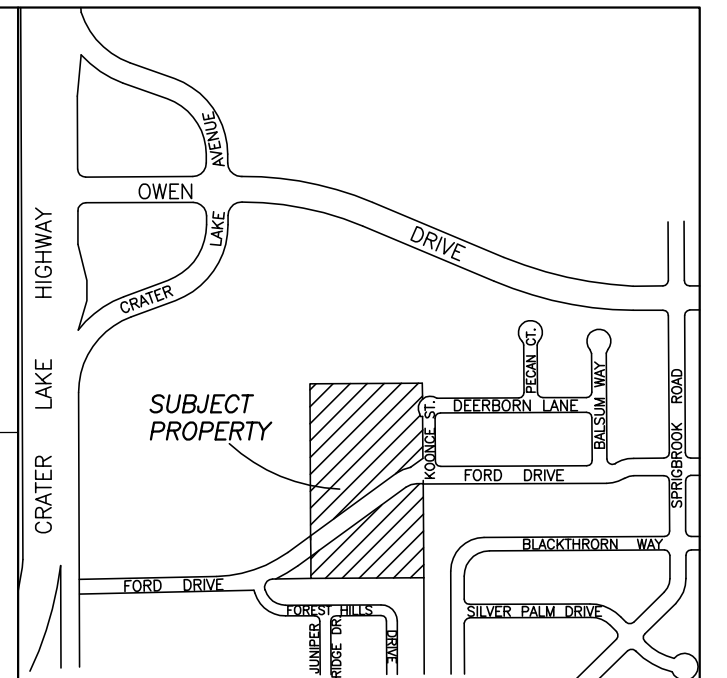 AVENUE
OWEN
DRIVE
LAKE
CRATER
CRATER LAKE HIGHWAY
SUBJECT
PROPERTY
PECAN CT.
BALSUM WAY
DEERBORN LANE
KOONCE ST.
FORD DRIVE
SPRIGBROOK ROAD
BLACKTHRORN WAY
FORD DRIVE
FOREST HILLS
DRIVE
JUNIPER
RIDGE DR.
SILVER PALM DRIVE